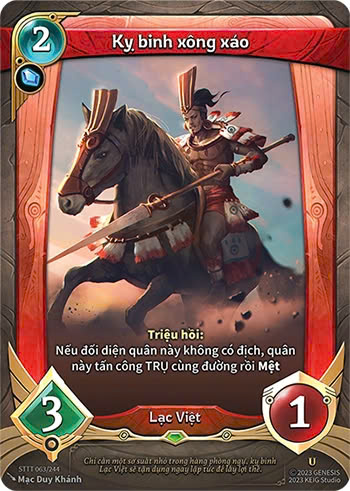 2
Kỵ binh xông xáo
Triệu hồi:
Nếu đối diện quân này không có địch, quân
này tấn công TRỤ cùng đường rồi Mệt
3
Lạc Việt
1
Chỉ cần một sơ suất nhỏ trong hàng phòng ngự, kỵ binh
Lạc Việt sẽ tận dụng ngay lập tức để lấy lợi thế.
STTT 063/244
Mạc Duy Khánh
U
© 2023 GENESIS
© 2023 KEIG Studio